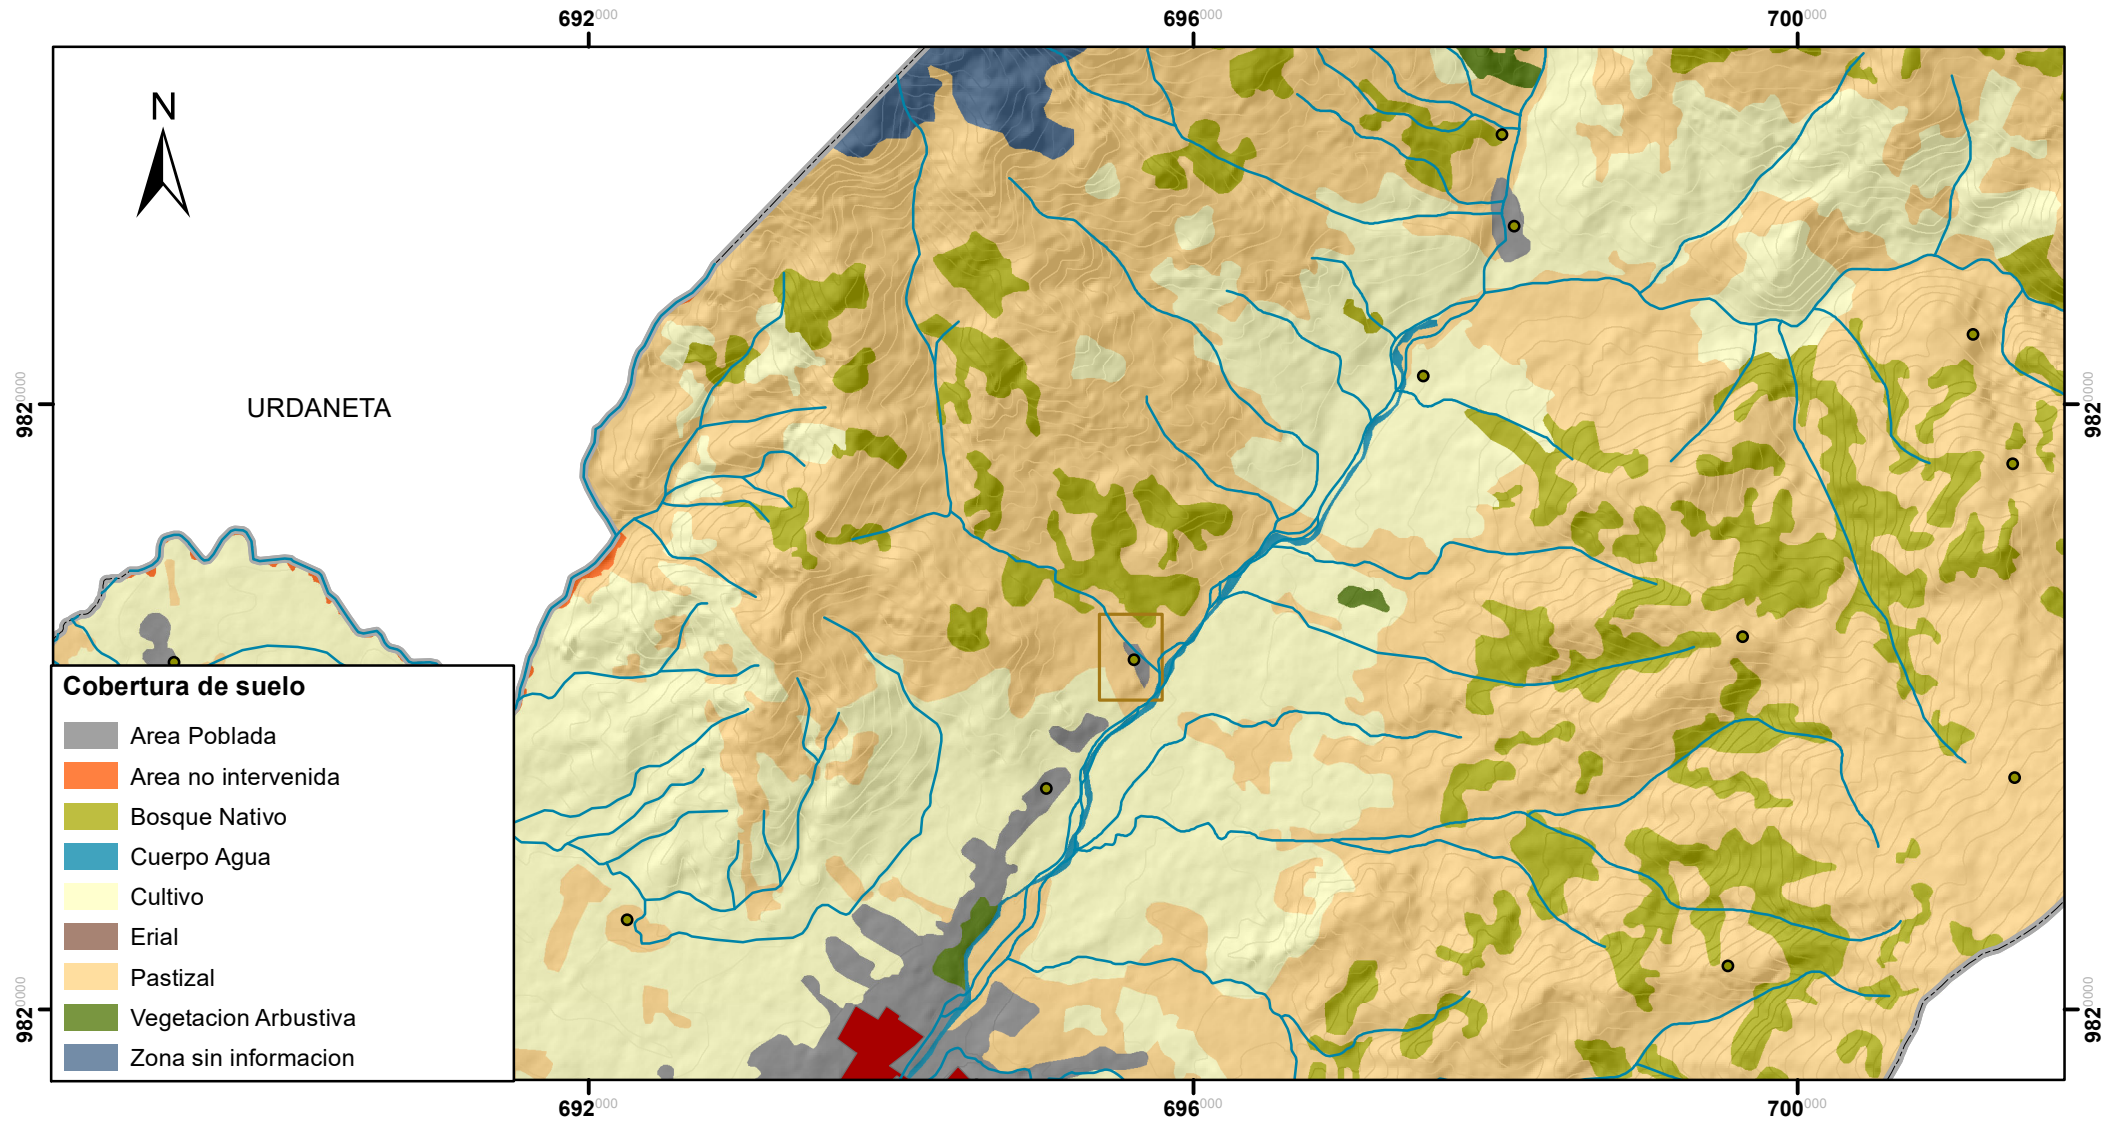 692000 696000 700000
N
URDANETA
9820000
9820000
Cobertura de suelo
Area Poblada
Area no intervenida
Bosque Nativo
Cuerpo Agua
Cultivo
Erial
Pastizal
Vegetacion Arbustiva
Zona sin informacion
9820000
9820000
692000 696000 700000